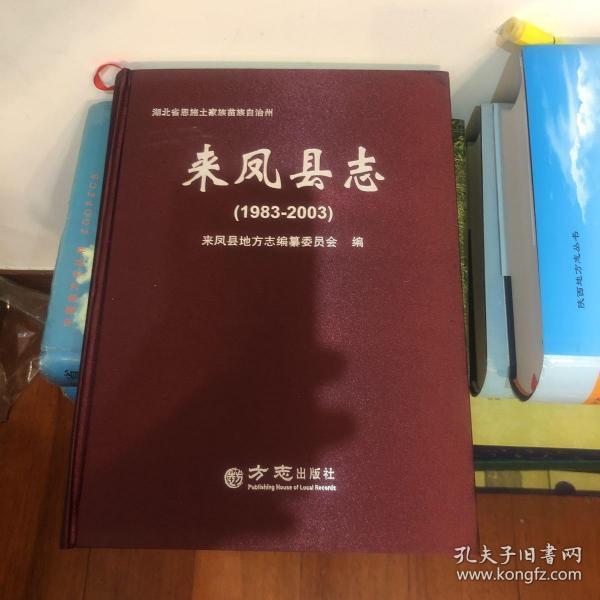 湖北省恩施土家族苗族自治州
来凤县志
(1983-2003)
来凤县地方志编纂委员会 编
方志出版社
Publishing House of Local Records
陕西地方志丛书
孔夫子旧书网
www.kongfz.com